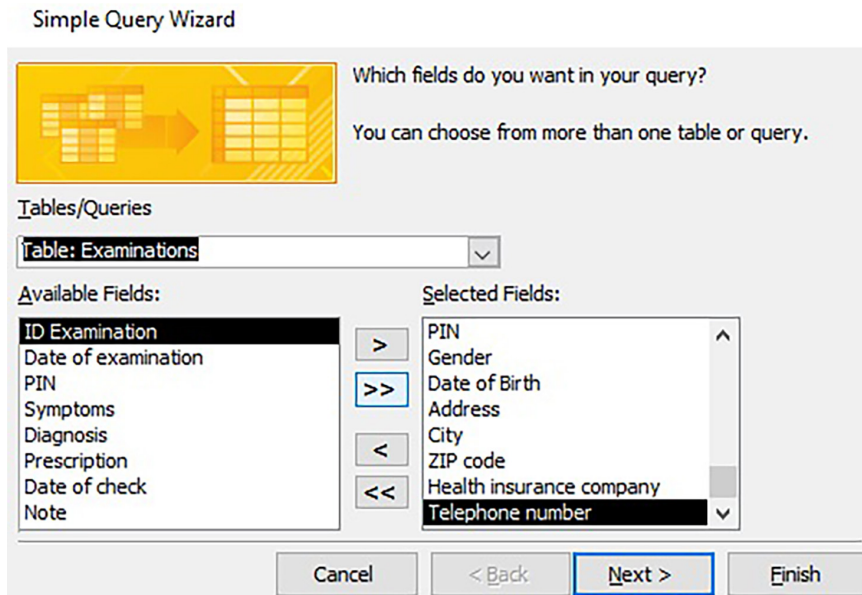 Simple Query Wizard
Which fields do you want in your query?
You can choose from more than one table or query.
Tables/Queries
Table: Examinations
Available Fields:
ID Examination
Date of examination
PIN
Symptoms
Diagnosis
Prescription
Date of check
Note
>
>>
<
<<
Selected Fields:
PIN
Gender
Date of Birth
Address
City
ZIP code
Health insurance company
Telephone number
Cancel
< Back
Next >
Finish